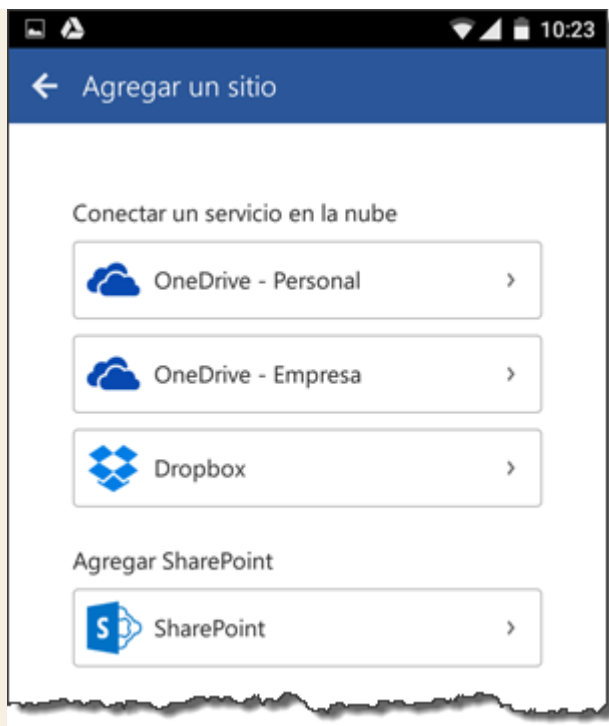 10:23
Agregar un sitio
Conectar un servicio en la nube
OneDrive - Personal
OneDrive - Empresa
Dropbox
Agregar SharePoint
S
SharePoint